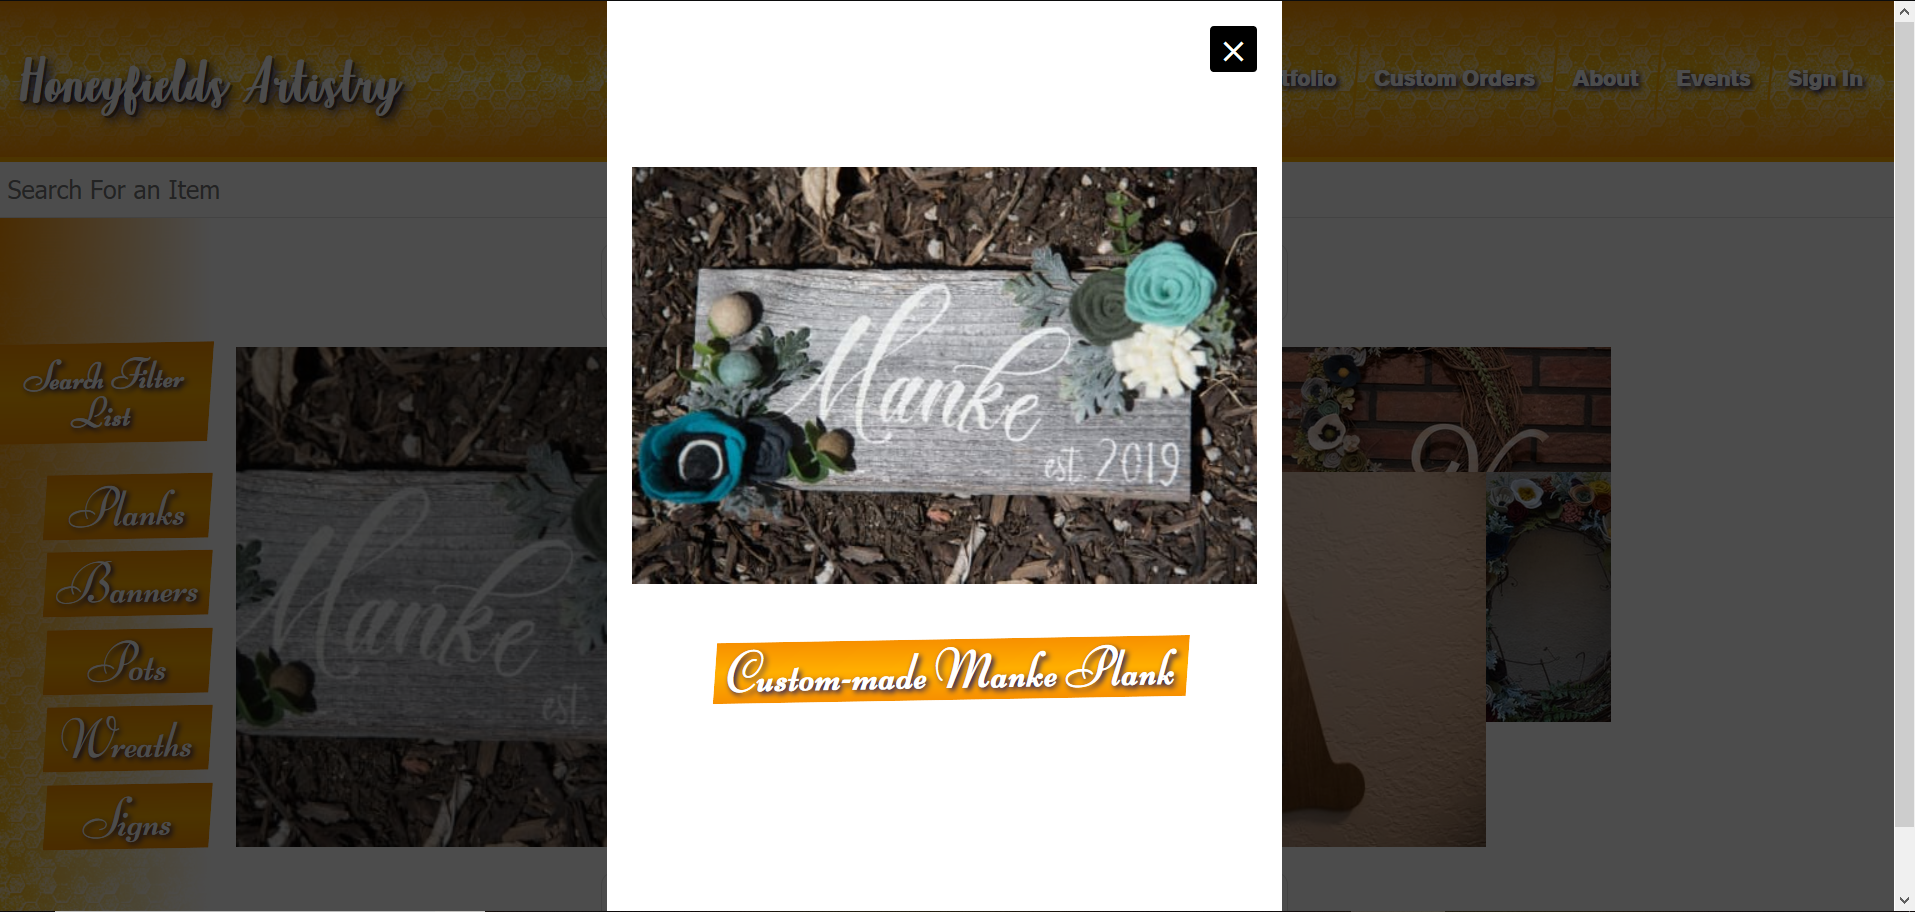 Honeyfields Artistry
tfolio Custom Orders About Events Sign In
Search For an Item
Search Filter
List
Planks
Banners
Pots
Wreaths
Signs
Manke
est
Manke
est. 2019
Custom-made Manke Plank